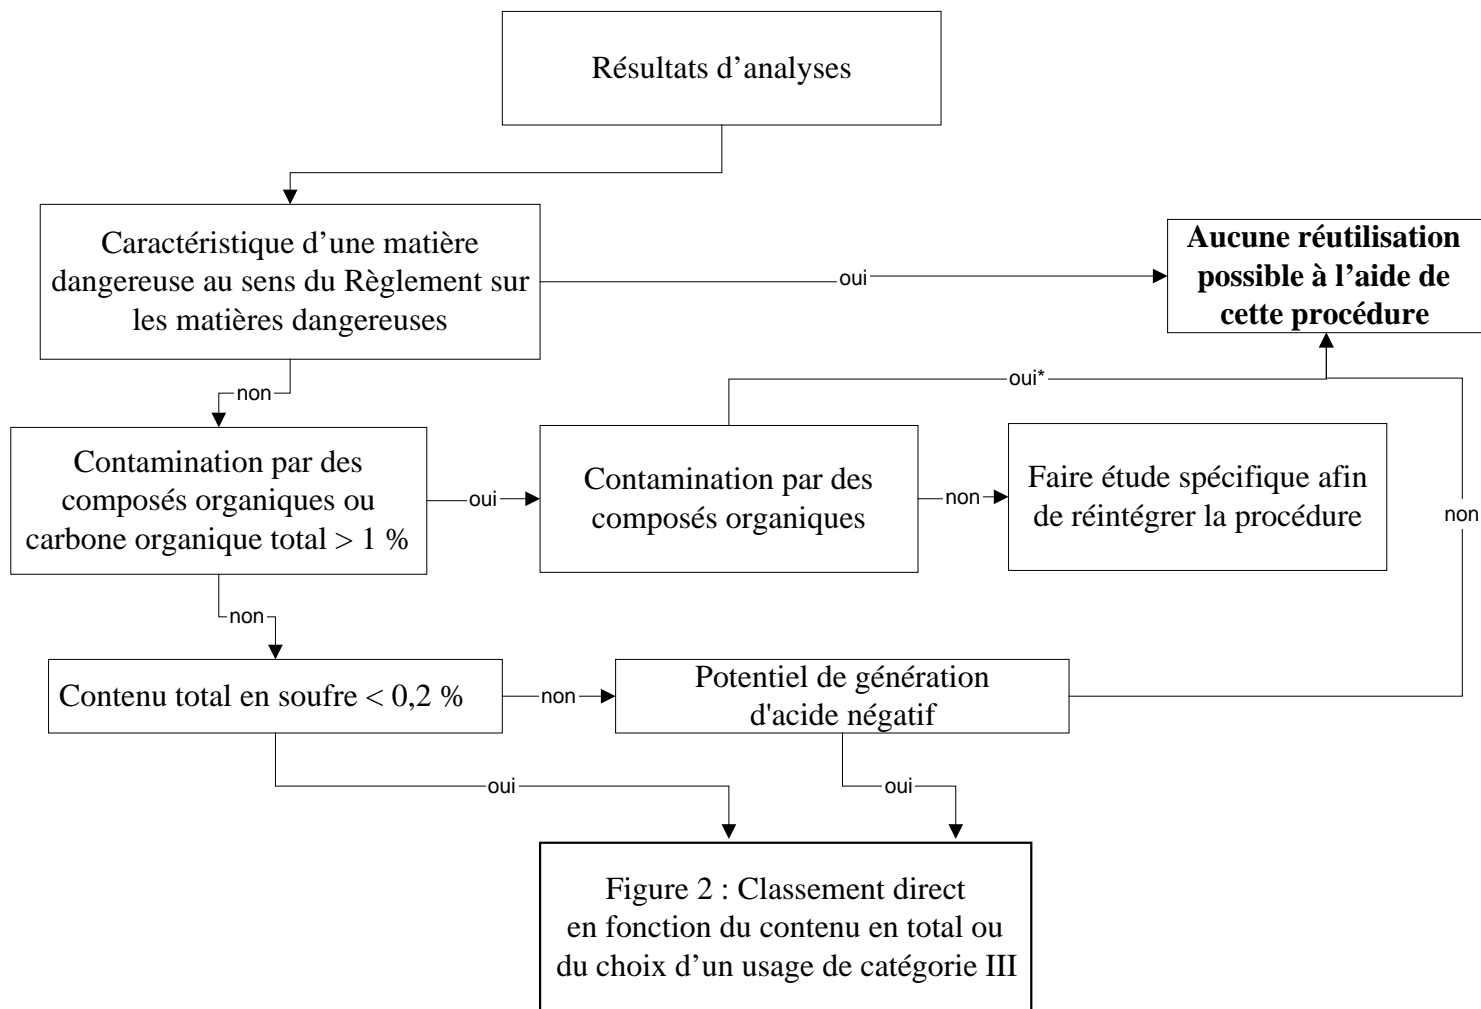 Résultats d'analyses
Caractéristique d'une matière
dangereuse au sens du Règlement sur
les matières dangereuses
oui
Aucune réutilisation
possible à l'aide de
cette procédure
non
oui*
Contamination par des
composés organiques ou
carbone organique total > 1 %
oui
Contamination par des
composés organiques
non
Faire étude spécifique afin
de réintégrer la procédure
non
non
Contenu total en soufre < 0,2 %
non
Potentiel de génération
d'acide négatif
oui
oui
Figure 2 : Classement direct
en fonction du contenu en total ou
du choix d'un usage de catégorie III